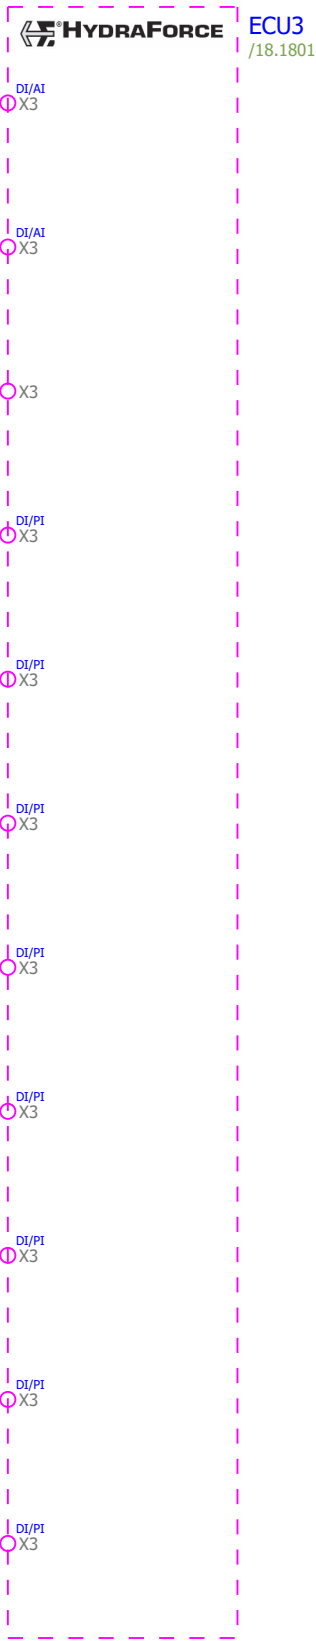 HYDRAFORCE
ECU3
/18.1801
DI/AI
X3
DI/AI
X3
X3
DI/PI
X3
DI/PI
X3
DI/PI
X3
DI/PI
X3
DI/PI
X3
DI/PI
X3
DI/PI
X3
DI/PI
X3